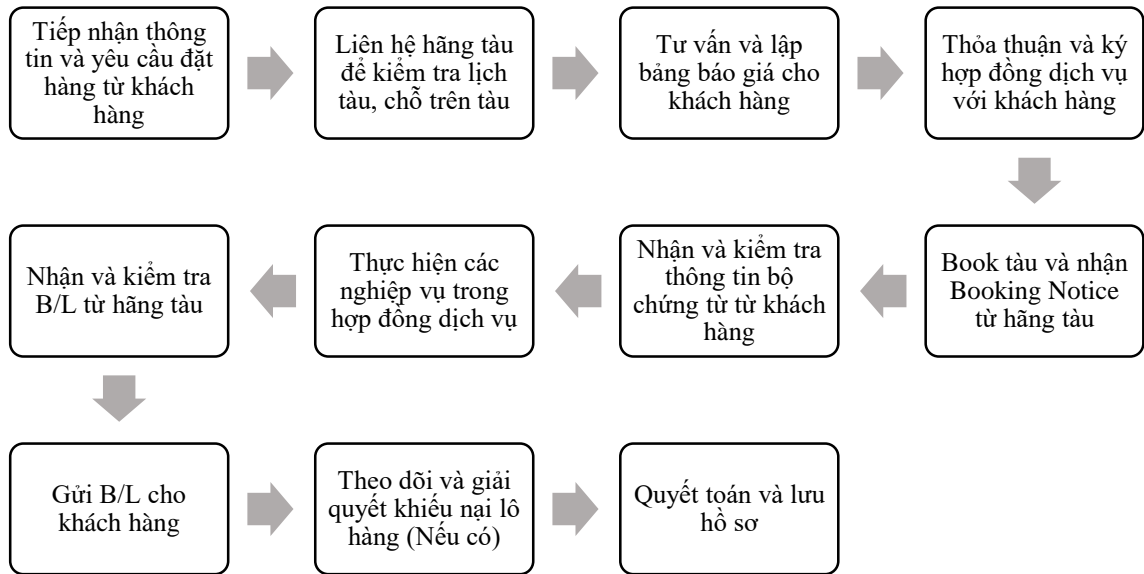 Tiếp nhận thông
tin và yêu cầu đặt
hàng từ khách
hàng
Liên hệ hãng tàu
để kiểm tra lịch
tàu, chỗ trên tàu
Tư vấn và lập
bảng báo giá cho
khách hàng
Thỏa thuận và ký
hợp đồng dịch vụ
với khách hàng
Book tàu và nhận
Booking Notice
từ hãng tàu
Nhận và kiểm tra
thông tin bộ
chứng từ từ khách
hàng
Thực hiện các
nghiệp vụ trong
hợp đồng dịch vụ
Nhận và kiểm tra
B/L từ hãng tàu
Gửi B/L cho
khách hàng
Theo dõi và giải
quyết khiếu nại lô
hàng (Nếu có)
Quyết toán và lưu
hồ sơ